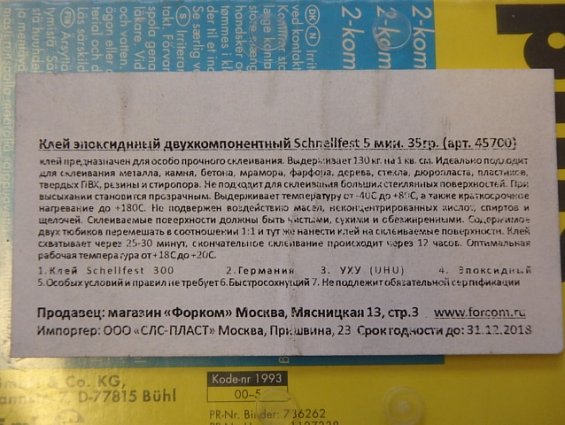 2-kom
2-kom
2-kom
Клей эпоксиднный двухкомпонентный Schnellfest 5 мин. 35гр. (арт. 45700)
клей предназначен для особо прочного склеивания. Выдерживает 130 кг. на 1 кв. см. Идеально подходит
для склеивания металла, камня, бетона, мрамора, фарфора, дерева, стекла, дюропласта, пластиков,
твердых ПВХ, резины и стиропора. Не подходит для склеивания больших стеклянных поверхностей. При
высыхании становится прозрачным. Выдерживает температуру от -40С до +80С, а также краткосрочное
нагревание до +180С. Не подвержен воздействию масел, неконцентрированных кислот, спиртов и
щелочей. Склеиваемые поверхности должны быть чистыми, сухими и обезжиренными. Содержимое
двух тюбиков перемешать в соотношении 1:1 и тут же нанести клей на склеиваемые поверхности. Клей
схватывает через 25-30 минут, окончательное склеивание происходит через 12 часов. Оптимальная
рабочая температура от +18С до +20С.
1. Клей Schellfest 300 2.Германия 3. УХУ (UHU) 4. Эпоксидный
5.Особых условий и правил не требует 6.Быстросохнущий 7. Не подлежит обязательной сертификации
Продавец: магазин «Форком» Москва, Мясницкая 13, стр.3 www.forcom.ru
Импортер: ООО «СЛС-ПЛАСТ» Москва, Пришвина, 23 Срок годности до: 31.12.2018
& Co. KG,
7, D-77815 Bühl
Kode-nr 1993
00-5
PR-Nr. Binder: 736262